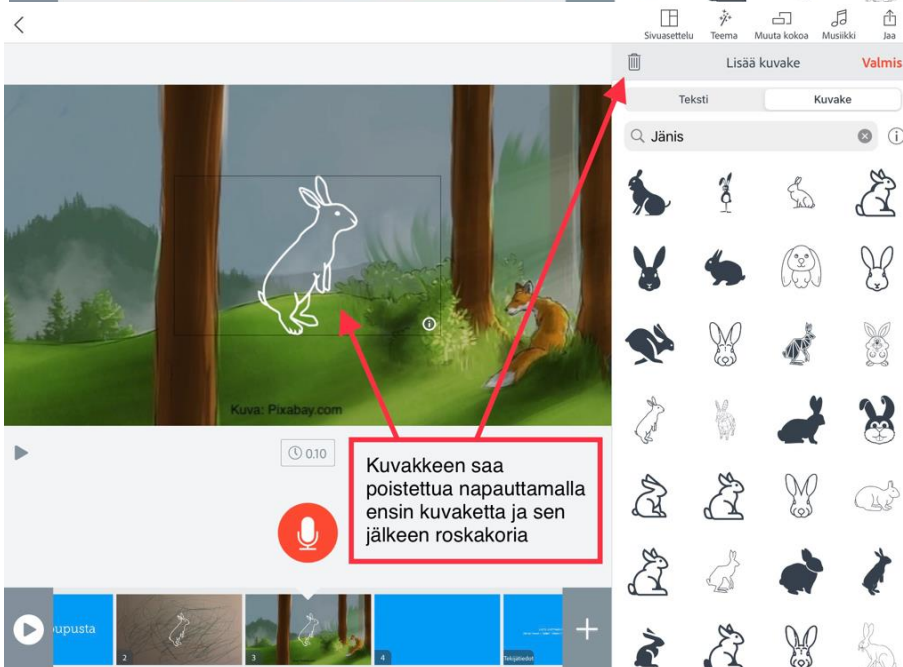 Sivuasettelu
Teema
Muuta kokoa
Musiikki
Jaa
Lisää kuvake
Valmis
Teksti
Kuvake
Jänis
Kuva: Pixabay.com
0.10
Kuvakkeen saa
poistettua napauttamalla
ensin kuvaketta ja sen
jälkeen roskakoria
upusta
2
3
4
Tekijätiedot